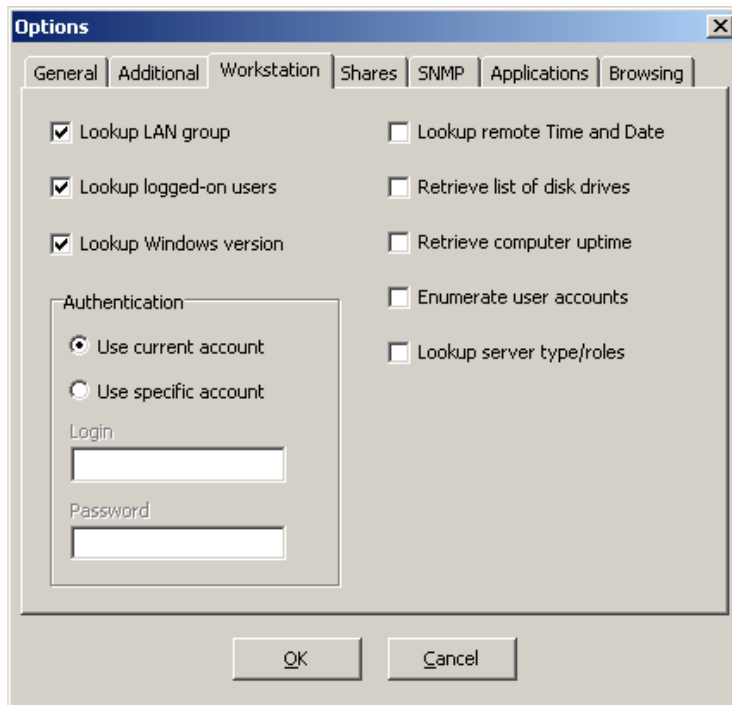 Options
General Additional Workstation Shares SNMP Applications Browsing
Lookup LAN group
Lookup logged-on users
Lookup Windows version
Authentication
Use current account
Use specific account
Login
Password
Lookup remote Time and Date
Retrieve list of disk drives
Retrieve computer uptime
Enumerate user accounts
Lookup server type/roles
OK Cancel